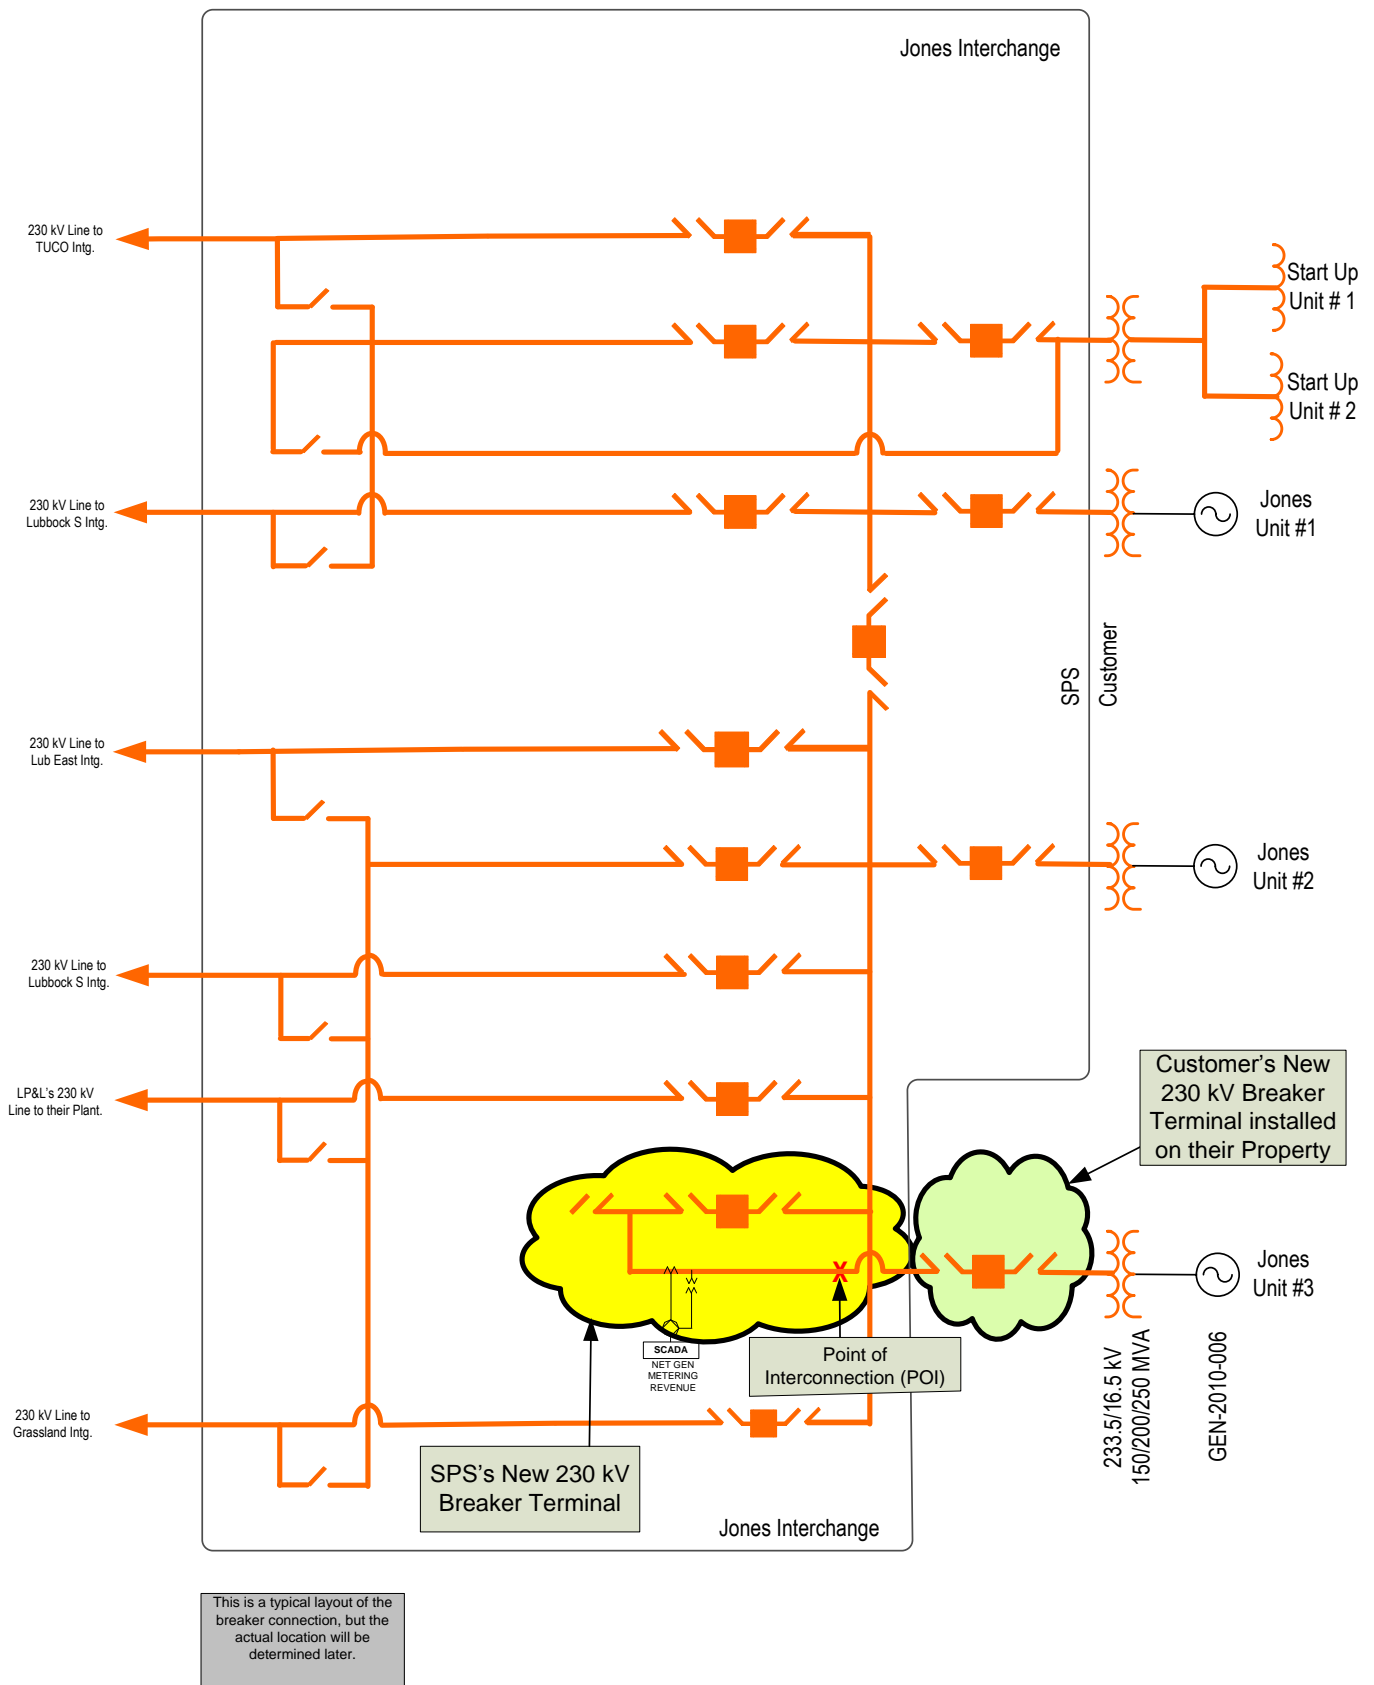 Jones Interchange
230 kV Line to
TUCO Intg.
Start Up
Unit # 1
Start Up
Unit # 2
230 kV Line to
Lubbock S Intg.
Jones
Unit #1
SPS
Customer
230 kV Line to
Lub East Intg.
Jones
Unit #2
230 kV Line to
Lubbock S Intg.
LP&L's 230 kV
Line to their Plant.
Customer's New
230 kV Breaker
Terminal installed
on their Property
X
Jones
Unit #3
SCADA
NET GEN
METERING
REVENUE
Point of
Interconnection (POI)
233.5/16.5 kV
150/200/250 MVA
GEN-2010-006
230 kV Line to
Grassland Intg.
SPS's New 230 kV
Breaker Terminal
Jones Interchange
This is a typical layout of the
breaker connection, but the
actual location will be
determined later.